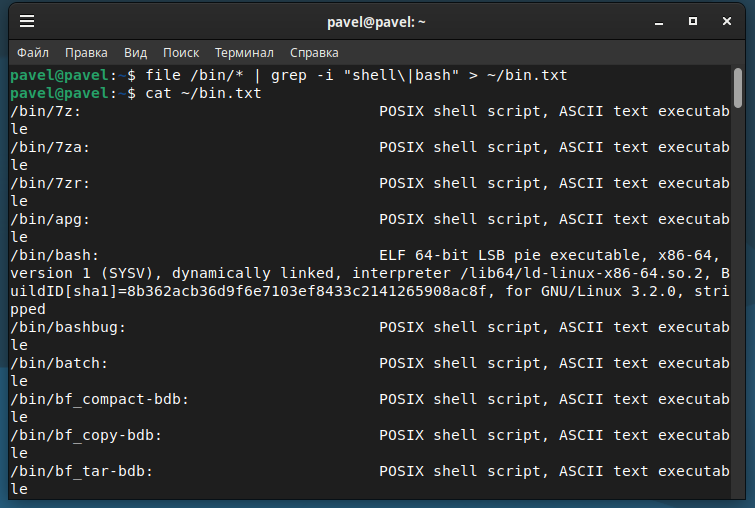 pavel@pavel: ~
Файл Правка Вид Поиск Терминал Справка
pavel@pavel:~$ file /bin/* | grep -i "shell\|bash" > ~/bin.txt
pavel@pavel:~$ cat ~/bin.txt
/bin/7z: POSIX shell script, ASCII text executab
le
/bin/7za: POSIX shell script, ASCII text executab
le
/bin/7zr: POSIX shell script, ASCII text executab
le
/bin/apg: POSIX shell script, ASCII text executab
le
/bin/bash: ELF 64-bit LSB pie executable, x86-64,
version 1 (SYSV), dynamically linked, interpreter /lib64/ld-linux-x86-64.so.2, B
uildID[sha1]=8b362acb36d9f6e7103ef8433c2141265908ac8f, for GNU/Linux 3.2.0, stri
pped
/bin/bashbug: POSIX shell script, ASCII text executab
le
/bin/batch: POSIX shell script, ASCII text executab
le
/bin/bf_compact-bdb: POSIX shell script, ASCII text executab
le
/bin/bf_copy-bdb: POSIX shell script, ASCII text executab
le
/bin/bf_tar-bdb: POSIX shell script, ASCII text executab
le